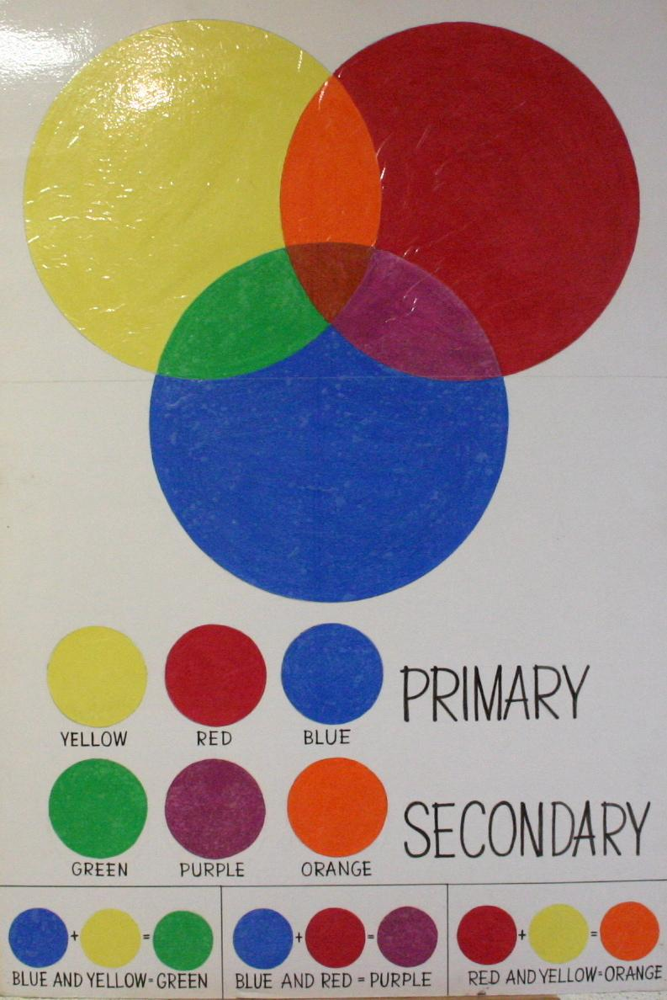 YELLOW RED BLUE PRIMARY
GREEN PURPLE ORANGE SECONDARY
+ = + = + =
BLUE AND YELLOW=GREEN BLUE AND RED = PURPLE RED AND YELLOW=ORANGE